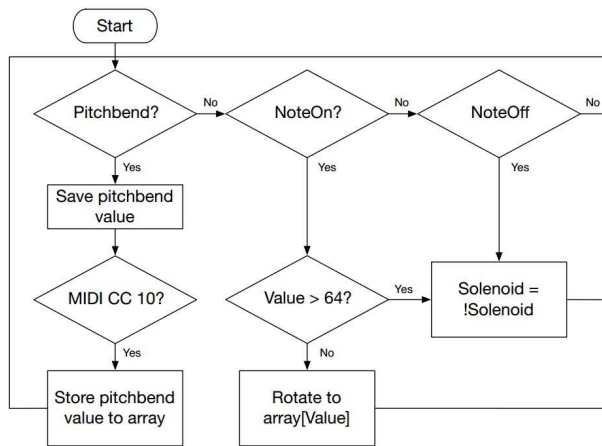 Start
Pitchbend?
No
NoteOn?
No
NoteOff
No
Yes
Yes
Yes
Save pitchbend
value
MIDI CC 10?
Value > 64?
Yes
Solenoid =
!Solenoid
Yes
No
Store pitchbend
value to array
Rotate to
array[Value]